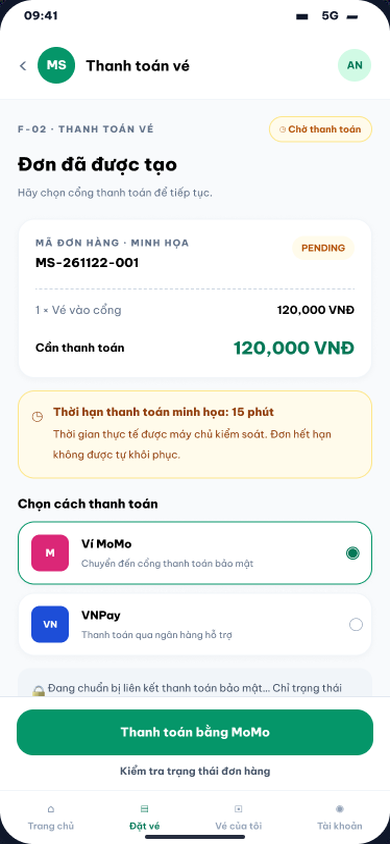 09:41
5G
MS
Thanh toán vé
AN
F-02 · THANH TOÁN VÉ
Chờ thanh toán
Đơn đã được tạo
Hãy chọn cổng thanh toán để tiếp tục.
MÃ ĐƠN HÀNG · MINH HỌA
PENDING
MS-261122-001
1 × Vé vào cổng
120,000 VNĐ
Cần thanh toán
120,000 VNĐ
Thời hạn thanh toán minh họa: 15 phút
Thời gian thực tế được máy chủ kiểm soát. Đơn hết hạn
không được tự khôi phục.
Chọn cách thanh toán
M
Ví MoMo
Chuyển đến cổng thanh toán bảo mật
VN
VNPay
Thanh toán qua ngân hàng hỗ trợ
Đang chuẩn bị liên kết thanh toán bảo mật... Chỉ trạng thái
Thanh toán bằng MoMo
Kiểm tra trạng thái đơn hàng
Trang chủ
Đặt vé
Vé của tôi
Tài khoản